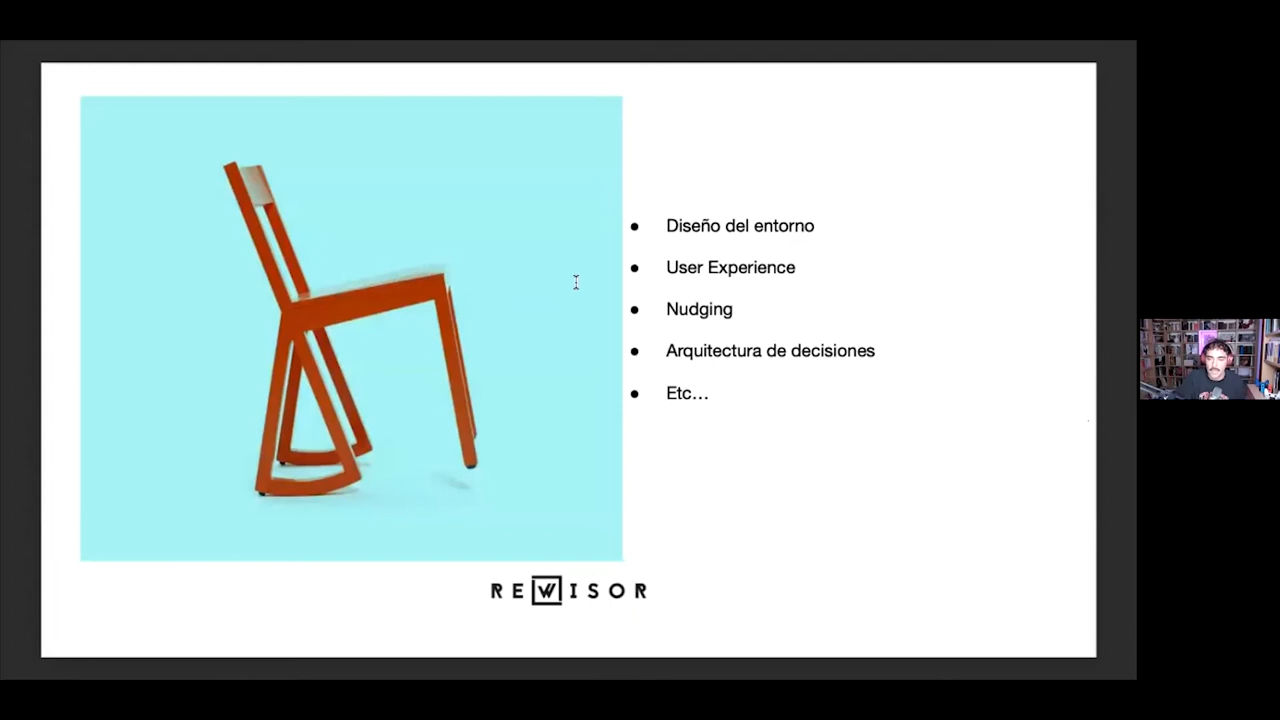 ● Diseño del entorno
● User Experience
● Nudging
● Arquitectura de decisiones
● Etc...
REWISOR